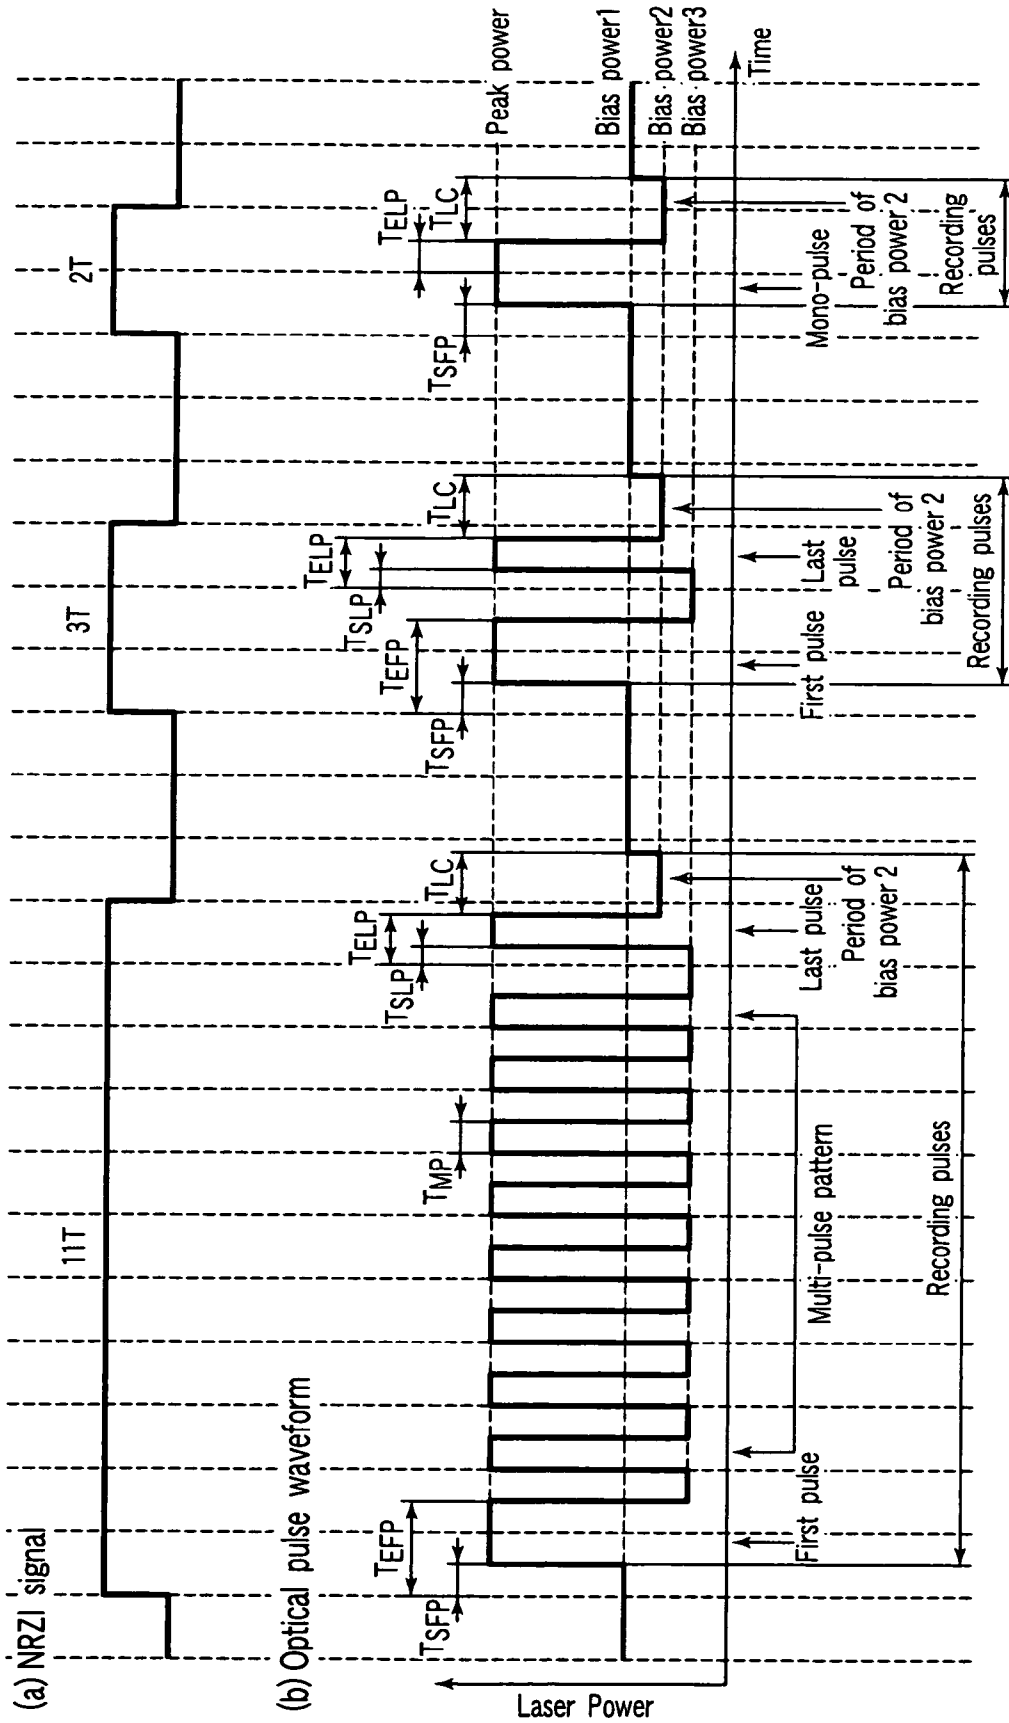 (a) NRZI signal
11T
3T
2T
(b) Optical pulse waveform
TSFP
TEFP
TMP
TSLP
TELP
TLC
TSFP
TEFP
TSLP
TELP
TLC
TSFP
TELP
TLC
Peak power
Bias power1
Bias power2
Bias power3
Laser Power
Time
First pulse
Multi-pulse pattern
Last pulse
Period of
bias power 2
Recording pulses
First pulse
Last
pulse
Period of
bias power 2
Recording pulses
Mono-pulse
Period of
bias power 2
Recording
pulses